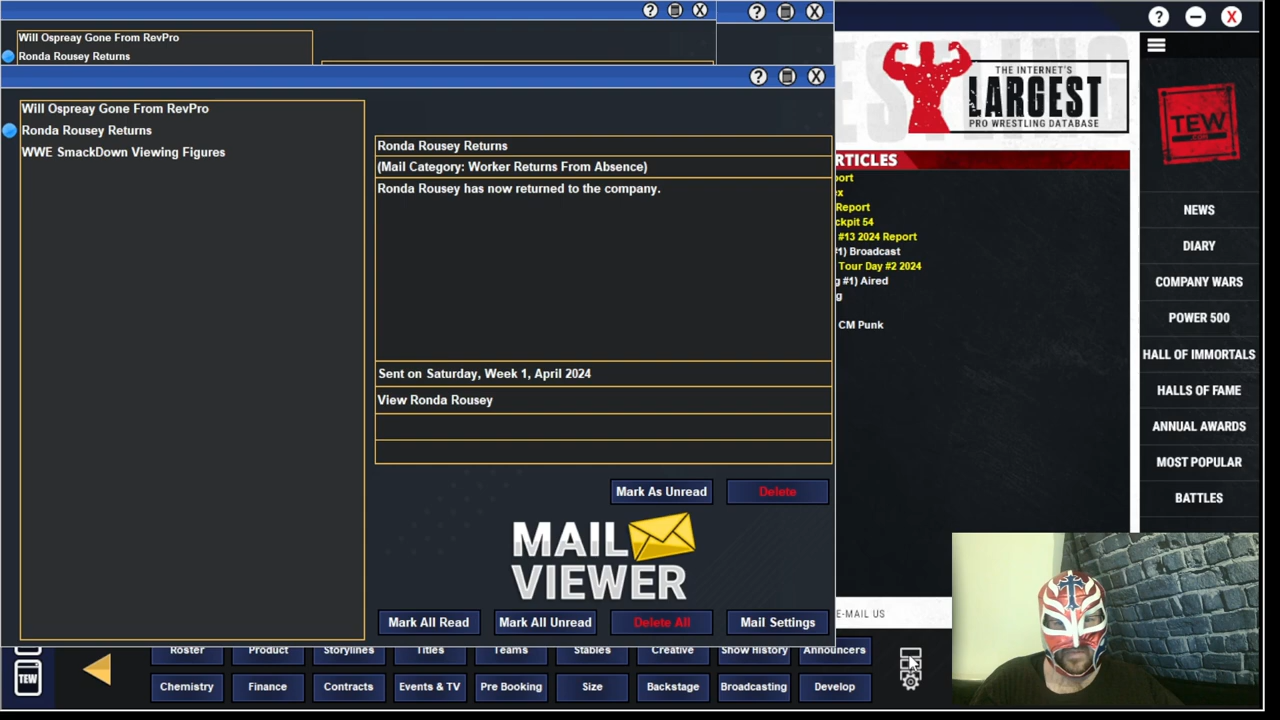 Will Ospreay Gone From RevPro
Ronda Rousey Returns
Will Ospreay Gone From RevPro
Ronda Rousey Returns
WWE SmackDown Viewing Figures
Ronda Rousey Returns
(Mail Category: Worker Returns From Absence)
Ronda Rousey has now returned to the company.
Sent on Saturday, Week 1, April 2024
View Ronda Rousey
Mark As Unread
Delete
MAIL
VIEWER
Mark All Read
Mark All Unread
Delete All
Mail Settings
THE INTERNET'S
LARGEST
PRO WRESTLING DATABASE
RTICLES
ort
x
Report
ckpit 54
#13 2024 Report
#1) Broadcast
Tour Day #2 2024
g #1) Aired
g
CM Punk
E-MAIL US
TEW
.COM
NEWS
DIARY
COMPANY WARS
POWER 500
HALL OF IMMORTALS
HALLS OF FAME
ANNUAL AWARDS
MOST POPULAR
BATTLES
TEW
Roster
Product
Storylines
Titles
Teams
Stables
Creative
Show History
Announcers
Chemistry
Finance
Contracts
Events & TV
Pre Booking
Size
Backstage
Broadcasting
Develop